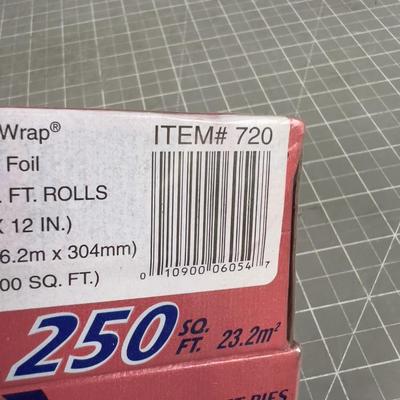 Wrap® ITEM# 720
Foil
. FT. ROLLS
X 12 IN.)
6.2m x 304mm)
00 SQ. FT.)
0 10900 06054 7
250 SQ. FT. 23.2m²